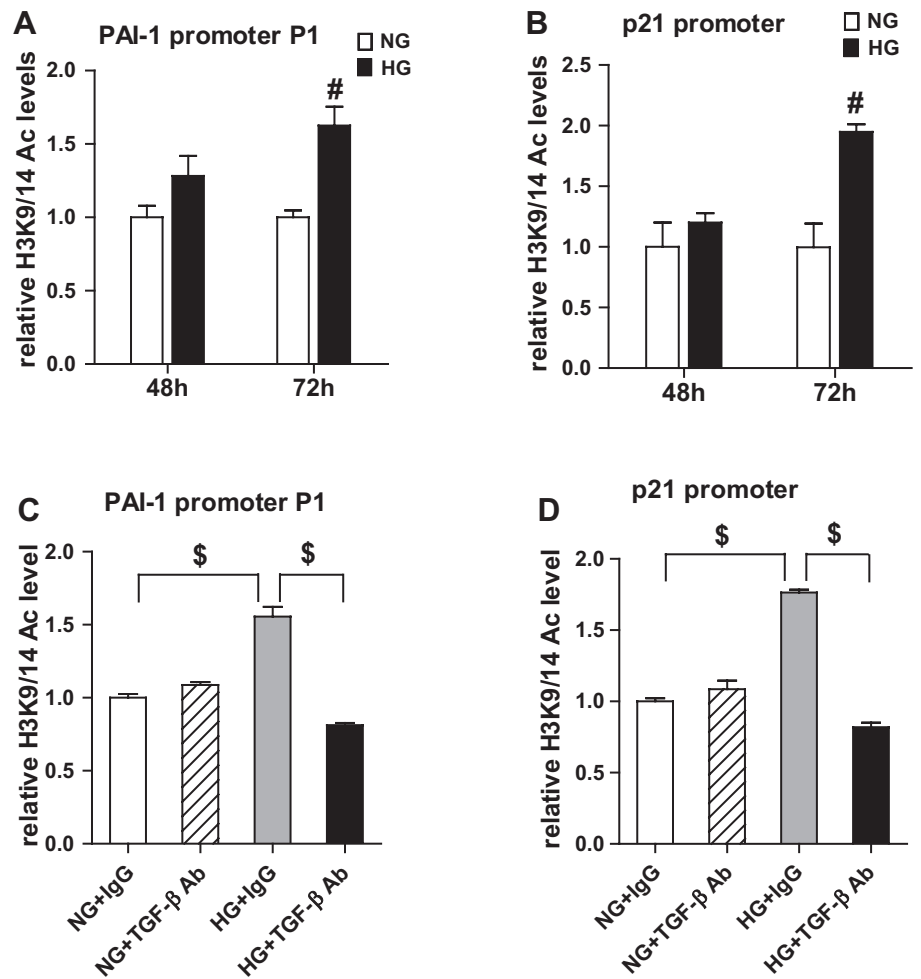 A
PAI-1 promoter P1
NG
HG
relative H3K9/14 Ac levels
2.0
1.5
1.0
0.5
0.0
#
48h
72h
B
p21 promoter
NG
HG
relative H3K9/14 Ac levels
2.5
2.0
1.5
1.0
0.5
0.0
#
48h
72h
C
PAI-1 promoter P1
relative H3K9/14 Ac level
2.0
1.5
1.0
0.5
0.0
$
$
NG+IgG
NG+TGF-β Ab
HG+IgG
HG+TGF-β Ab
D
p21 promoter
relative H3K9/14 Ac level
2.0
1.5
1.0
0.5
0.0
$
$
NG+IgG
NG+TGF-β Ab
HG+IgG
HG+TGF-β Ab